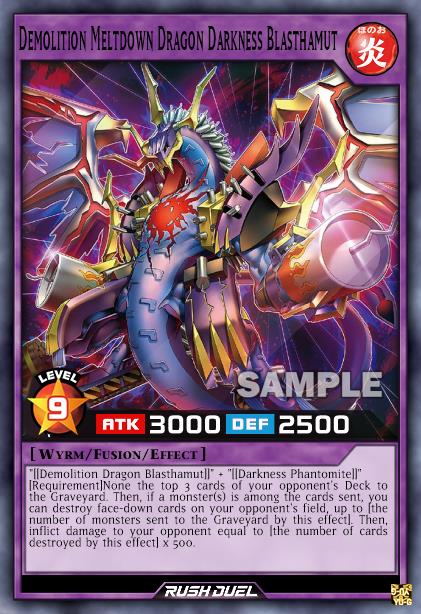 Demolition Meltdown Dragon Darkness Blasthamut
ほのお
炎
SAMPLE
LEVEL
9
ATK 3000 DEF 2500
[Wyrm/Fusion/Effect]
"[[Demolition Dragon Blasthamut]]" + "[[Darkness Phantomite]]"
[Requirement]None the top 3 cards of your opponent's Deck to
the Graveyard. Then, if a monster(s) is among the cards sent, you
can destroy face-down cards on your opponent's field, up to [the
number of monsters sent to the Graveyard by this effect]. Then,
inflict damage to your opponent equal to [the number of cards
destroyed by this effect] x 500.
RUSH DUEL